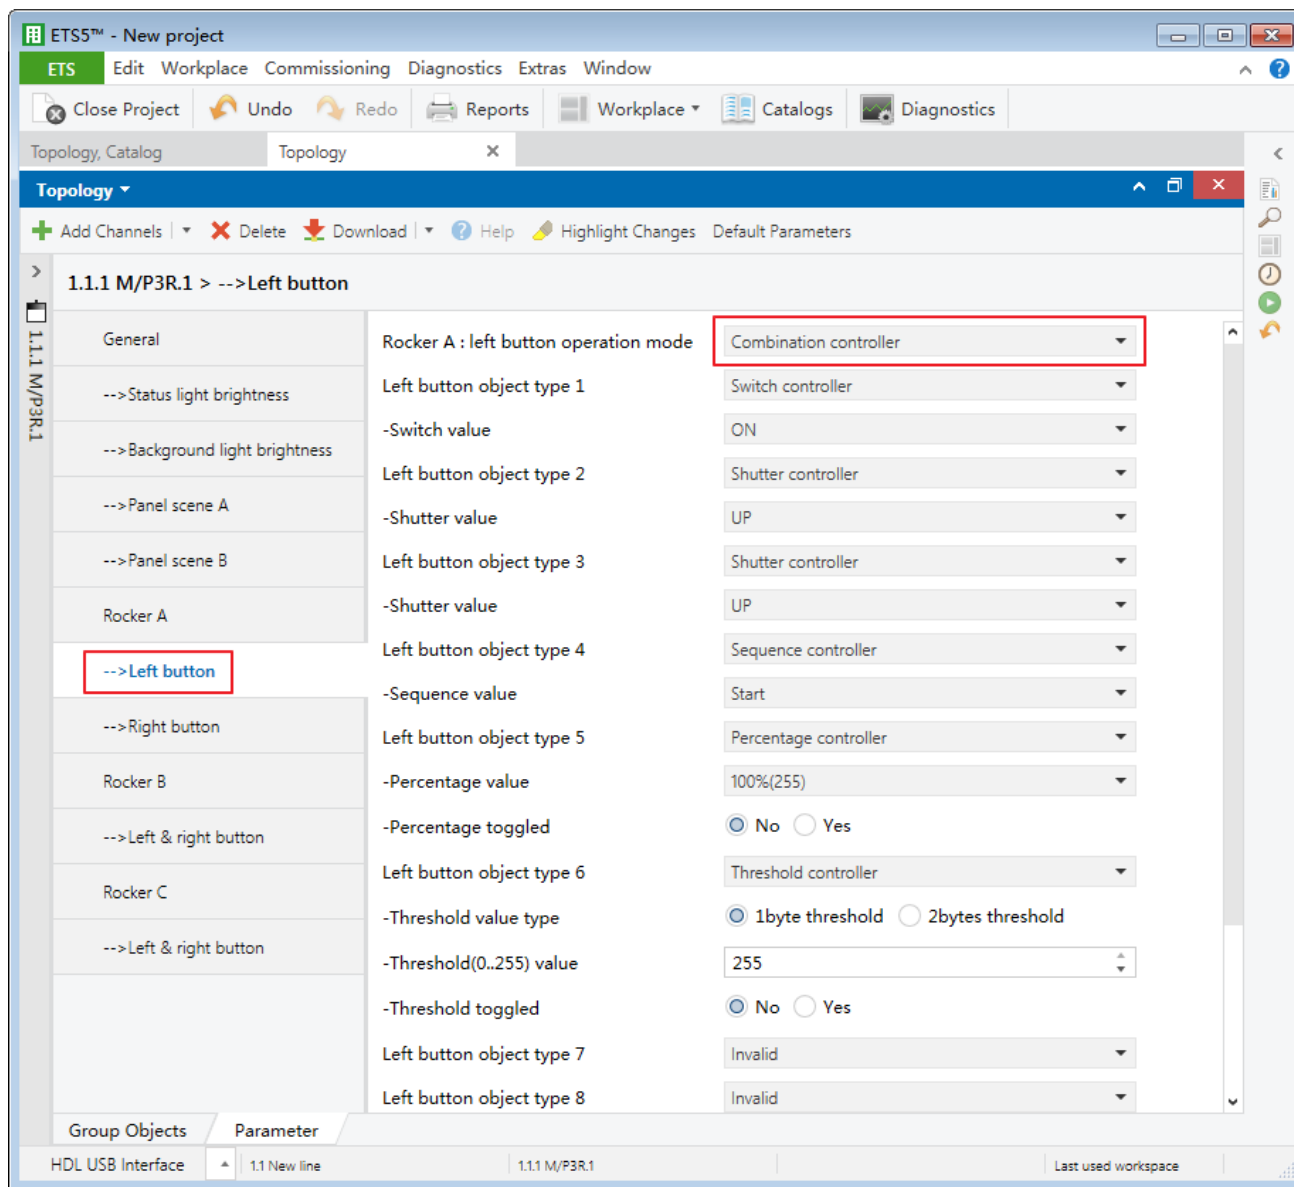 ETS5™ - New project
ETS Edit Workplace Commissioning Diagnostics Extras Window
Close Project Undo Redo Reports Workplace Catalogs Diagnostics
Topology, Catalog Topology
Topology
Add Channels Delete Download Help Highlight Changes Default Parameters
1.1.1 M/P3R.1 > -->Left button
1.1.1 M/P3R.1
General
-->Status light brightness
-->Background light brightness
-->Panel scene A
-->Panel scene B
Rocker A
-->Left button
-->Right button
Rocker B
-->Left & right button
Rocker C
-->Left & right button
Rocker A : left button operation mode Combination controller
Left button object type 1 Switch controller
-Switch value ON
Left button object type 2 Shutter controller
-Shutter value UP
Left button object type 3 Shutter controller
-Shutter value UP
Left button object type 4 Sequence controller
-Sequence value Start
Left button object type 5 Percentage controller
-Percentage value 100%(255)
-Percentage toggled No Yes
Left button object type 6 Threshold controller
-Threshold value type 1byte threshold 2bytes threshold
-Threshold(0..255) value 255
-Threshold toggled No Yes
Left button object type 7 Invalid
Left button object type 8 Invalid
Group Objects Parameter
HDL USB Interface 1.1 New line 1.1.1 M/P3R.1 Last used workspace